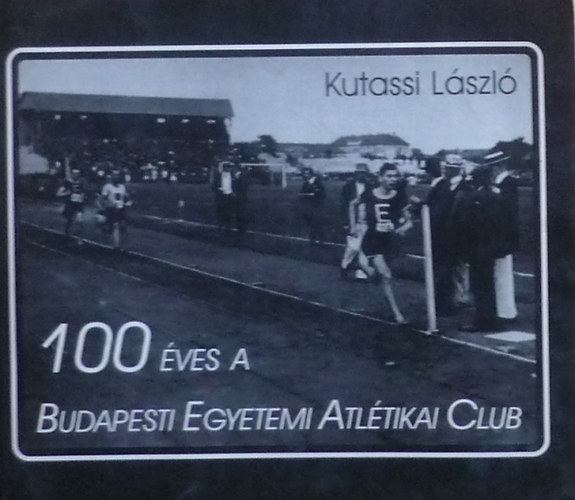 Kutassi László
E
100 ÉVES A
BUDAPESTI EGYETEMI ATLÉTIKAI CLUB